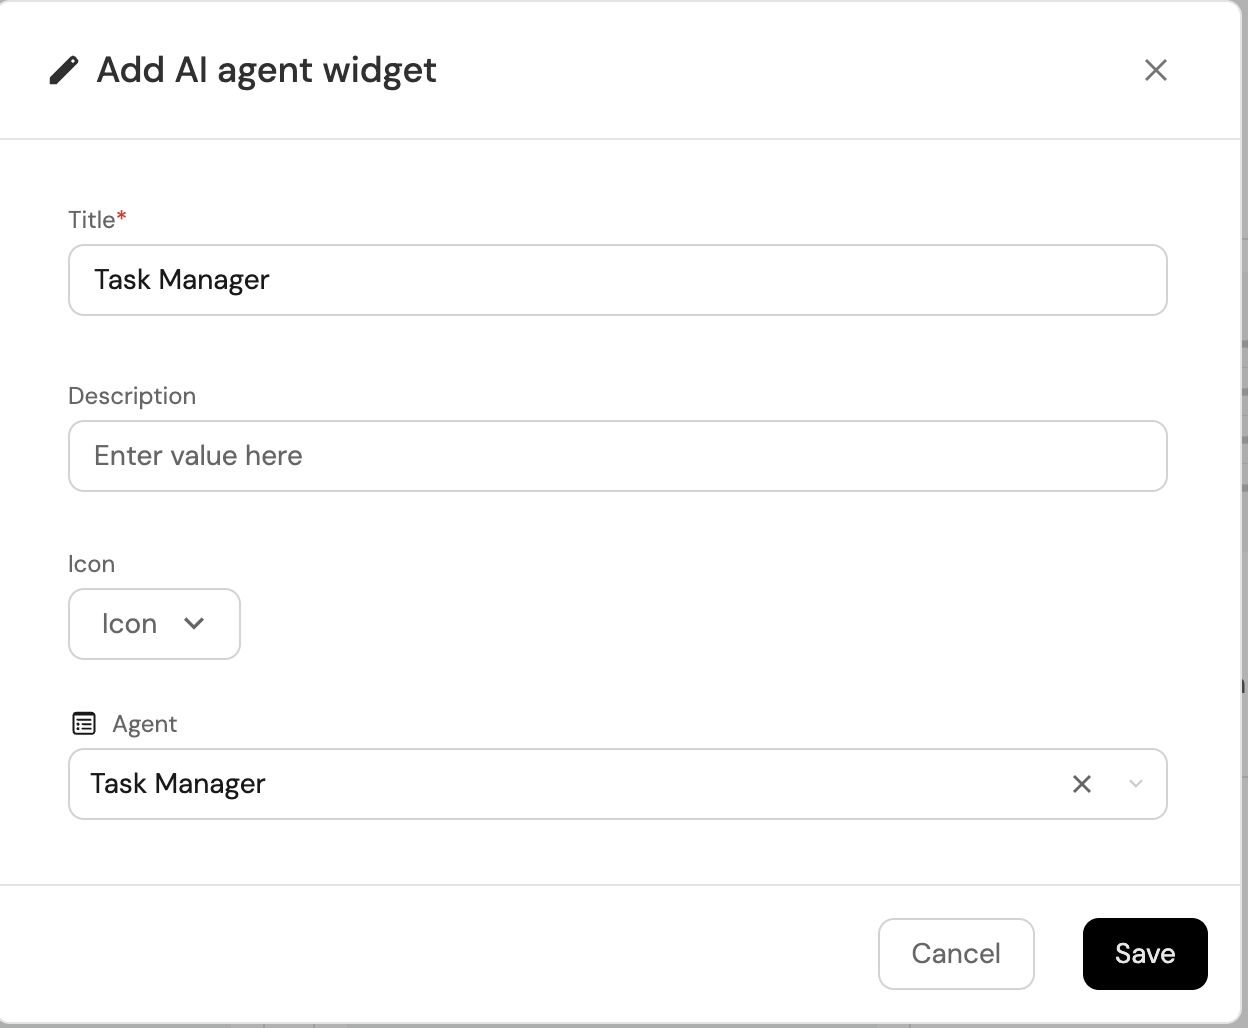 Add AI agent widget
Title*
Task Manager
Description
Enter value here
Icon
Icon
Agent
Task Manager
Cancel
Save